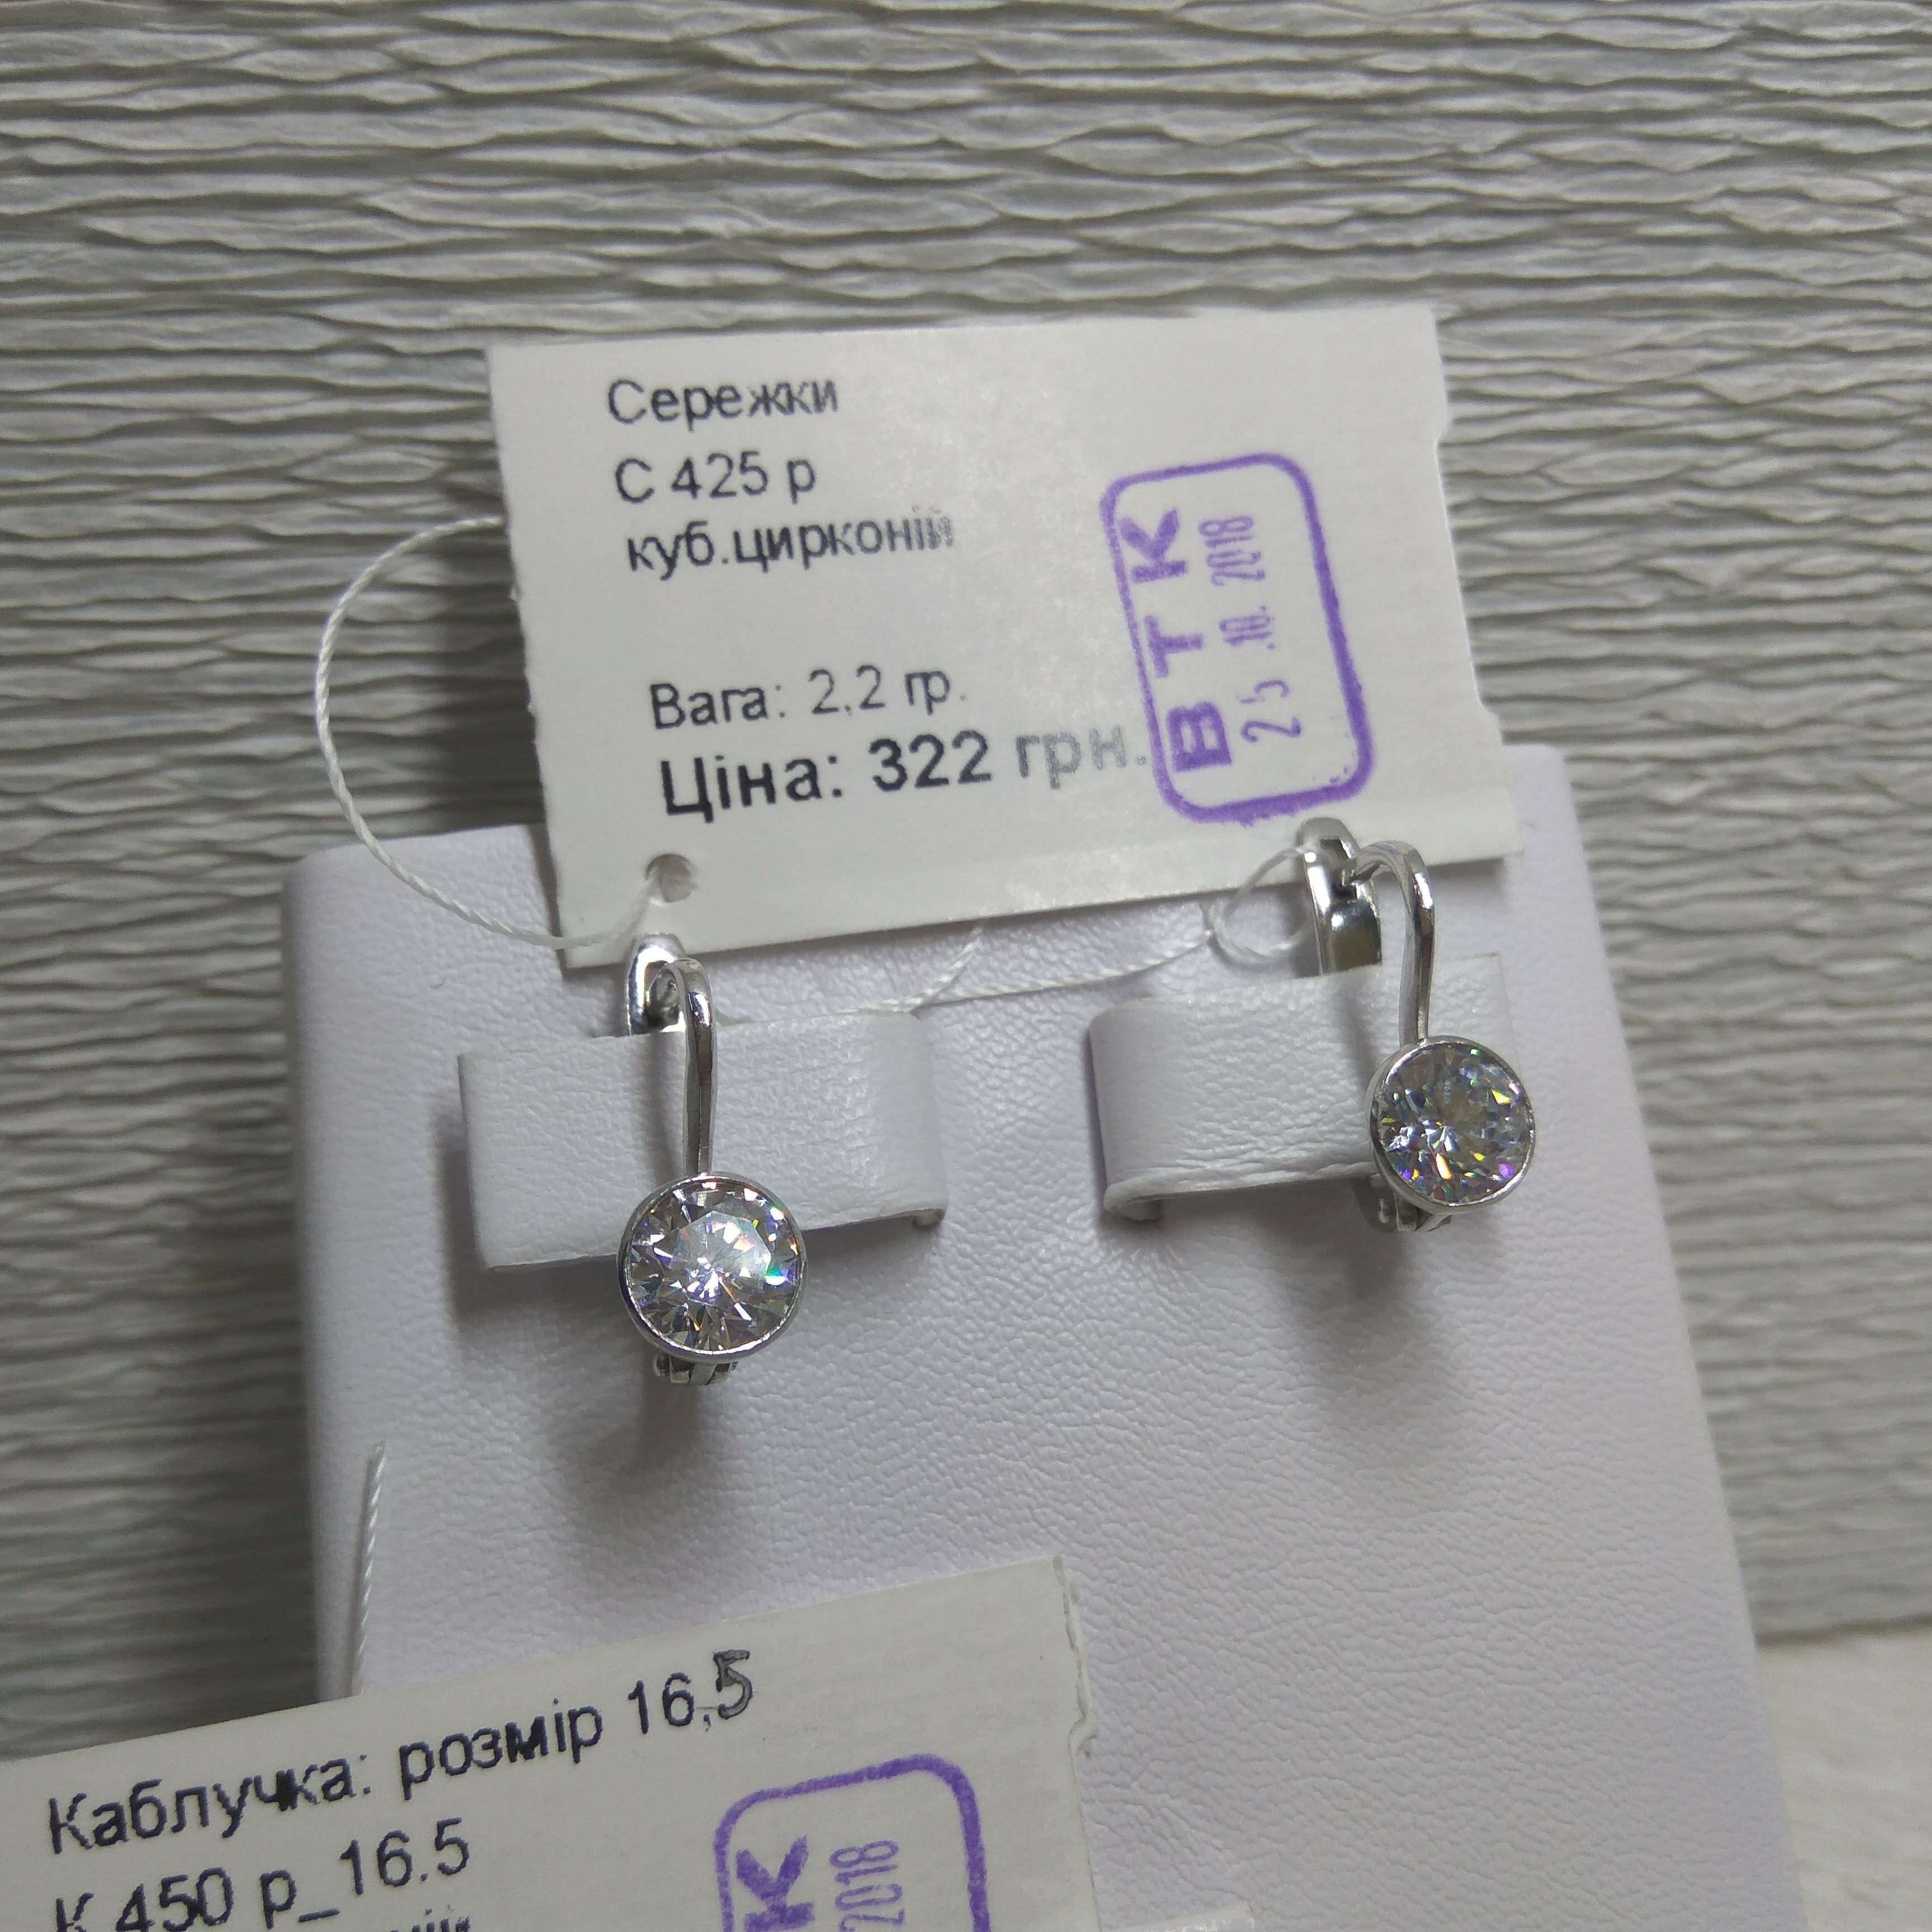 Сережки
С 425 р
куб.цирконій
Вага: 2,2 гр.
Ціна: 322 грн.
ВТК
25 .10. 2018
Каблучка: розмір 16,5
К 450 р_16.5
К
2018